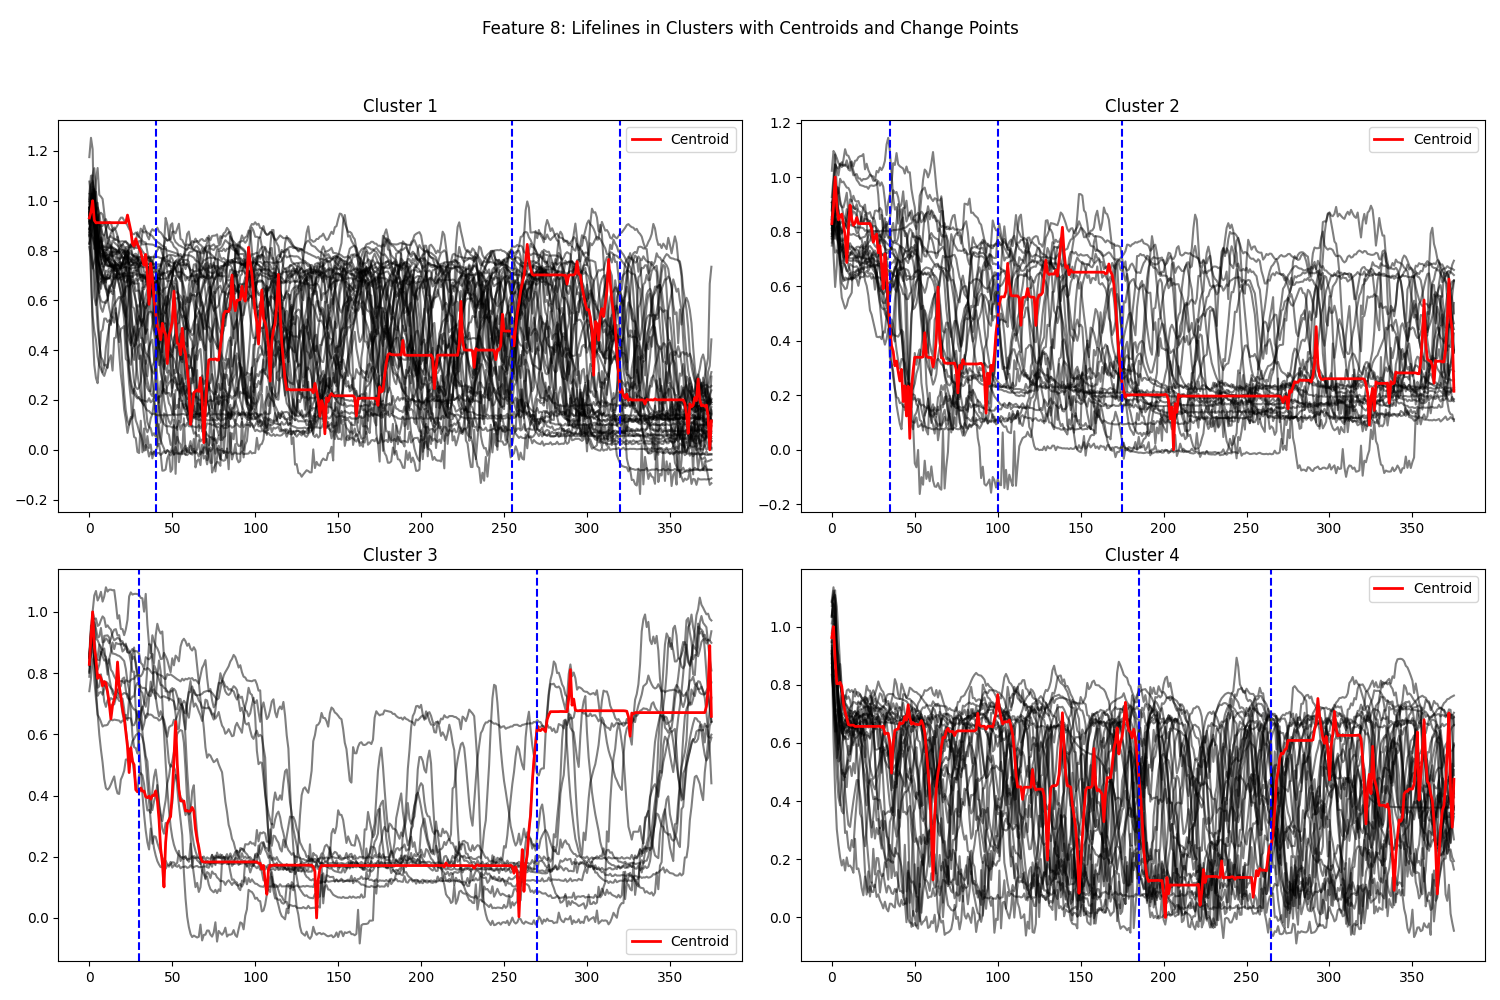 Feature 8: Lifelines in Clusters with Centroids and Change Points
Cluster 1
Centroid
1.2
1.0
0.8
0.6
0.4
0.2
0.0
−0.2
0 50 100 150 200 250 300 350
Cluster 2
Centroid
1.2
1.0
0.8
0.6
0.4
0.2
0.0
−0.2
0 50 100 150 200 250 300 350
Cluster 3
1.0
0.8
0.6
0.4
0.2
0.0
Centroid
0 50 100 150 200 250 300 350
Cluster 4
Centroid
1.0
0.8
0.6
0.4
0.2
0.0
0 50 100 150 200 250 300 350